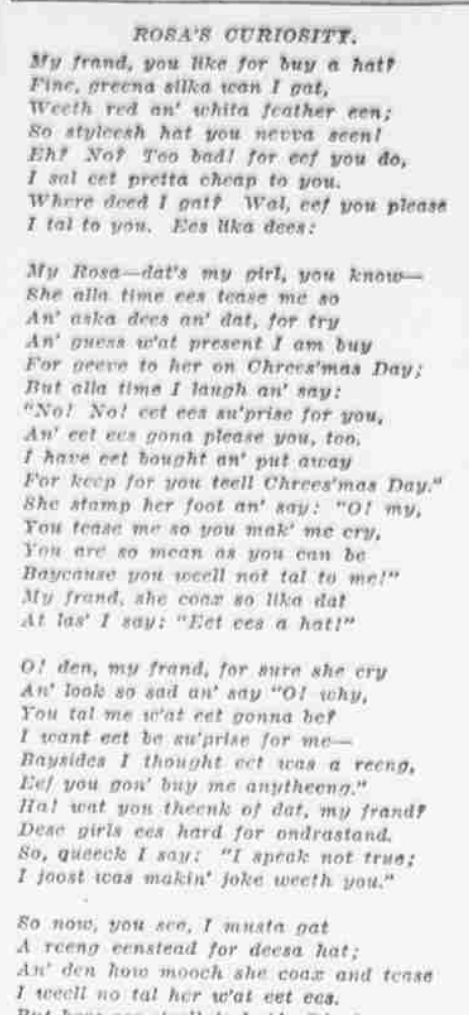 ROSA'S CURIOSITY.
My frand, you like for buy a hat?
Fine, greena silka wan I gat,
Weeth red an' whita feather een;
So styleesh hat you nevva seen!
Eh? No? Too bad! for eef you do,
I sal eet pretta cheap to you.
Where deed I gat? Wal, eef you please
I tal to you. Ees lika dees:
My Rosa—dat's my girl, you know—
She alla time ees tease me so
An' aska dees an' dat, for try
An' guess w'at present I am buy
For geeve to her on Chrees'mas Day;
But alla time I laugh an' say:
"No! No! eet ees su'prise for you,
An' eet ees gona please you, too.
I have eet bought an' put away
For keep for you teell Chrees'mas Day."
She stamp her foot an' say: "O! my,
You tease me so you mak' me cry,
You are so mean as you can be
Baycause you weell not tal to me!"
My frand, she coax so lika dat
At las' I say: "Eet ees a hat!"
O! den, my frand, for sure she cry
An' look so sad an' say "O! why,
You tal me w'at eet gonna be?
I want eet be su'prise for me—
Baysides I thought eet was a reeng,
Eef you gon' buy me anytheeng."
Ha! wat you theenk of dat, my frand?
Dese girls ees hard for ondrastand.
So, queeck I say: "I speak not true;
I joost was makin' joke weeth you."
So now, you see, I musta gat
A reeng eenstead for deesa hat;
An' den how mooch she coax and tease
I weell no tal her w'at eet ees.